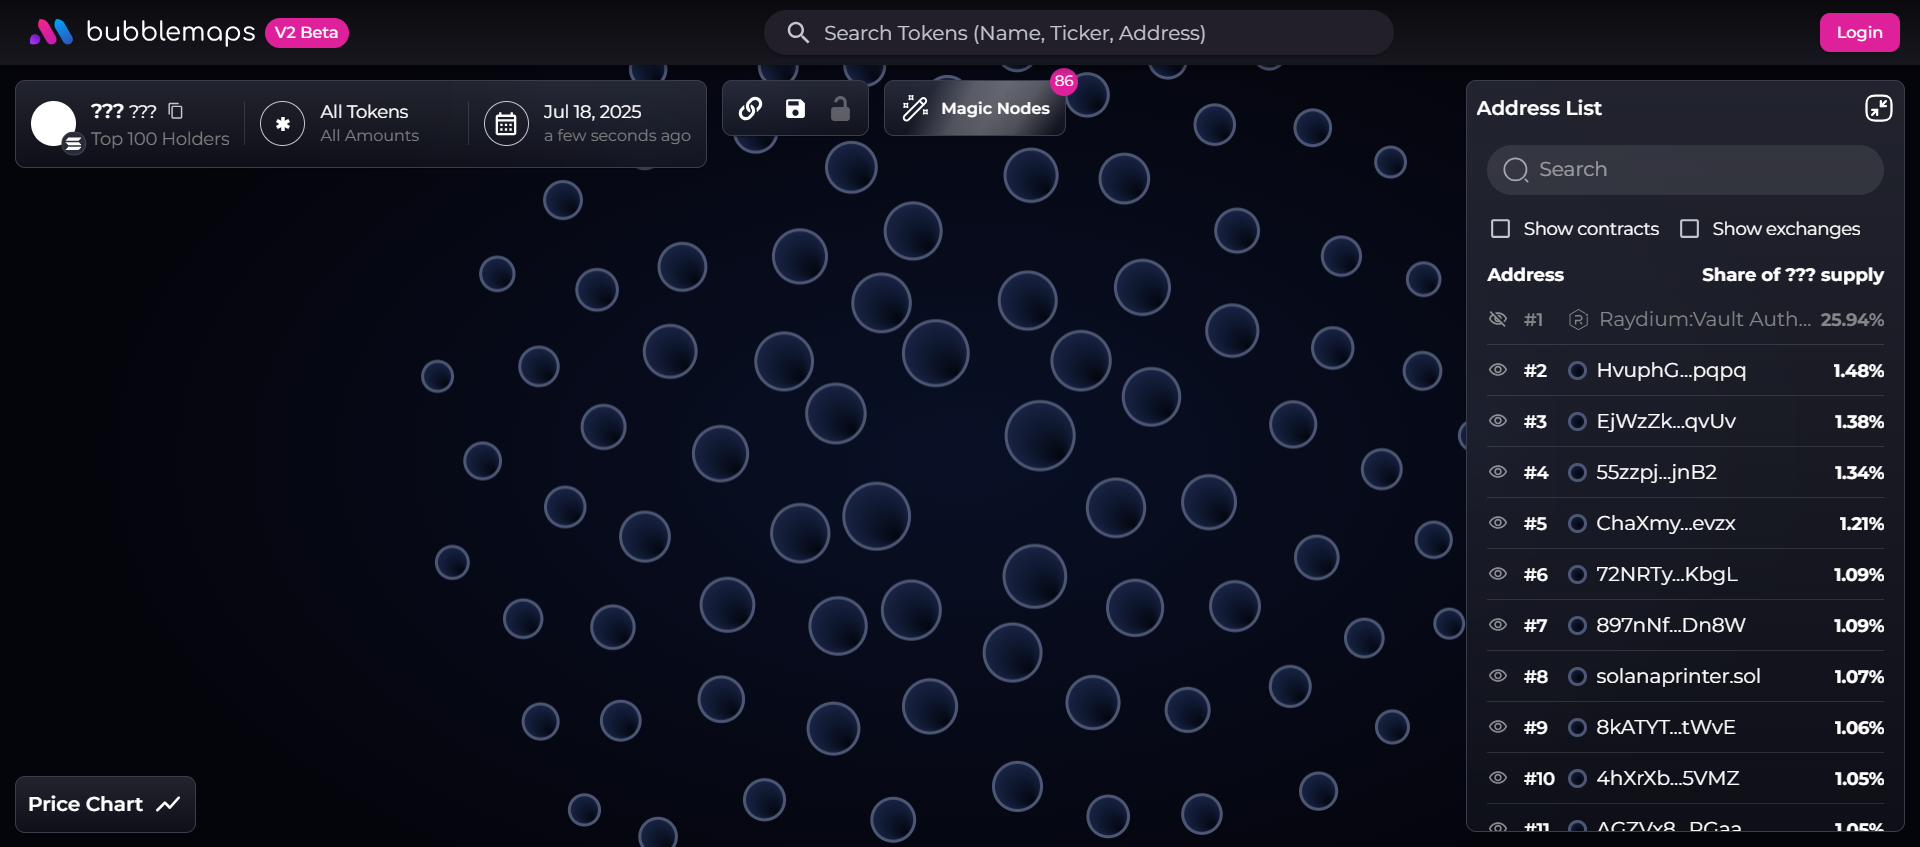 bubblemaps V2 Beta
Search Tokens (Name, Ticker, Address)
Login
??? ???
Top 100 Holders
All Tokens
All Amounts
Jul 18, 2025
a few seconds ago
Magic Nodes
86
Address List
Search
Show contracts Show exchanges
Address Share of ??? supply
#1 Raydium:Vault Auth... 25.94%
#2 HvuphG...pqpq 1.48%
#3 EjWzZk...qvUv 1.38%
#4 55zzpj...jnB2 1.34%
#5 ChaXmy...evzx 1.21%
#6 72NRTy...KbgL 1.09%
#7 897nNf...Dn8W 1.09%
#8 solanaprinter.sol 1.07%
#9 8kATYT...tWvE 1.06%
#10 4hXrXb...5VMZ 1.05%
#11 1.05%
Price Chart